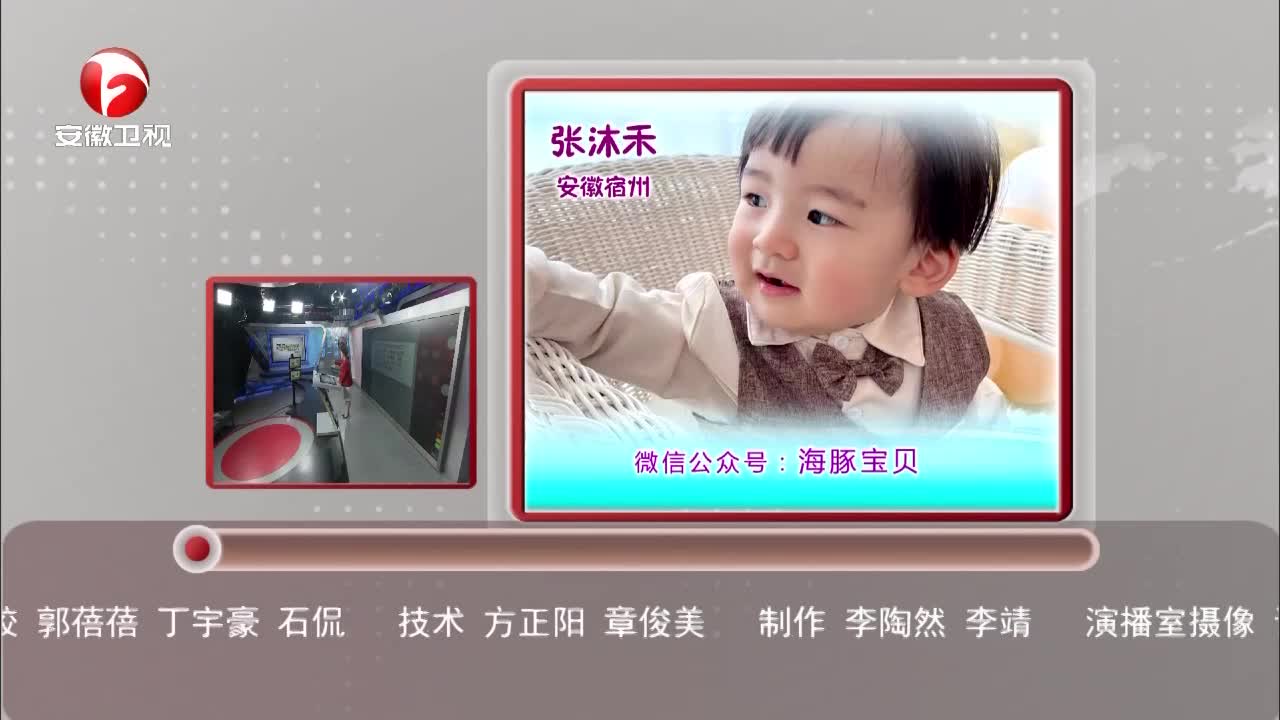 安徽卫视
张沐禾
安徽宿州
微信公众号：海豚宝贝
郭蓓蓓 丁宇豪 石侃 技术 方正阳 章俊美 制作 李陶然 李靖 演播室摄像